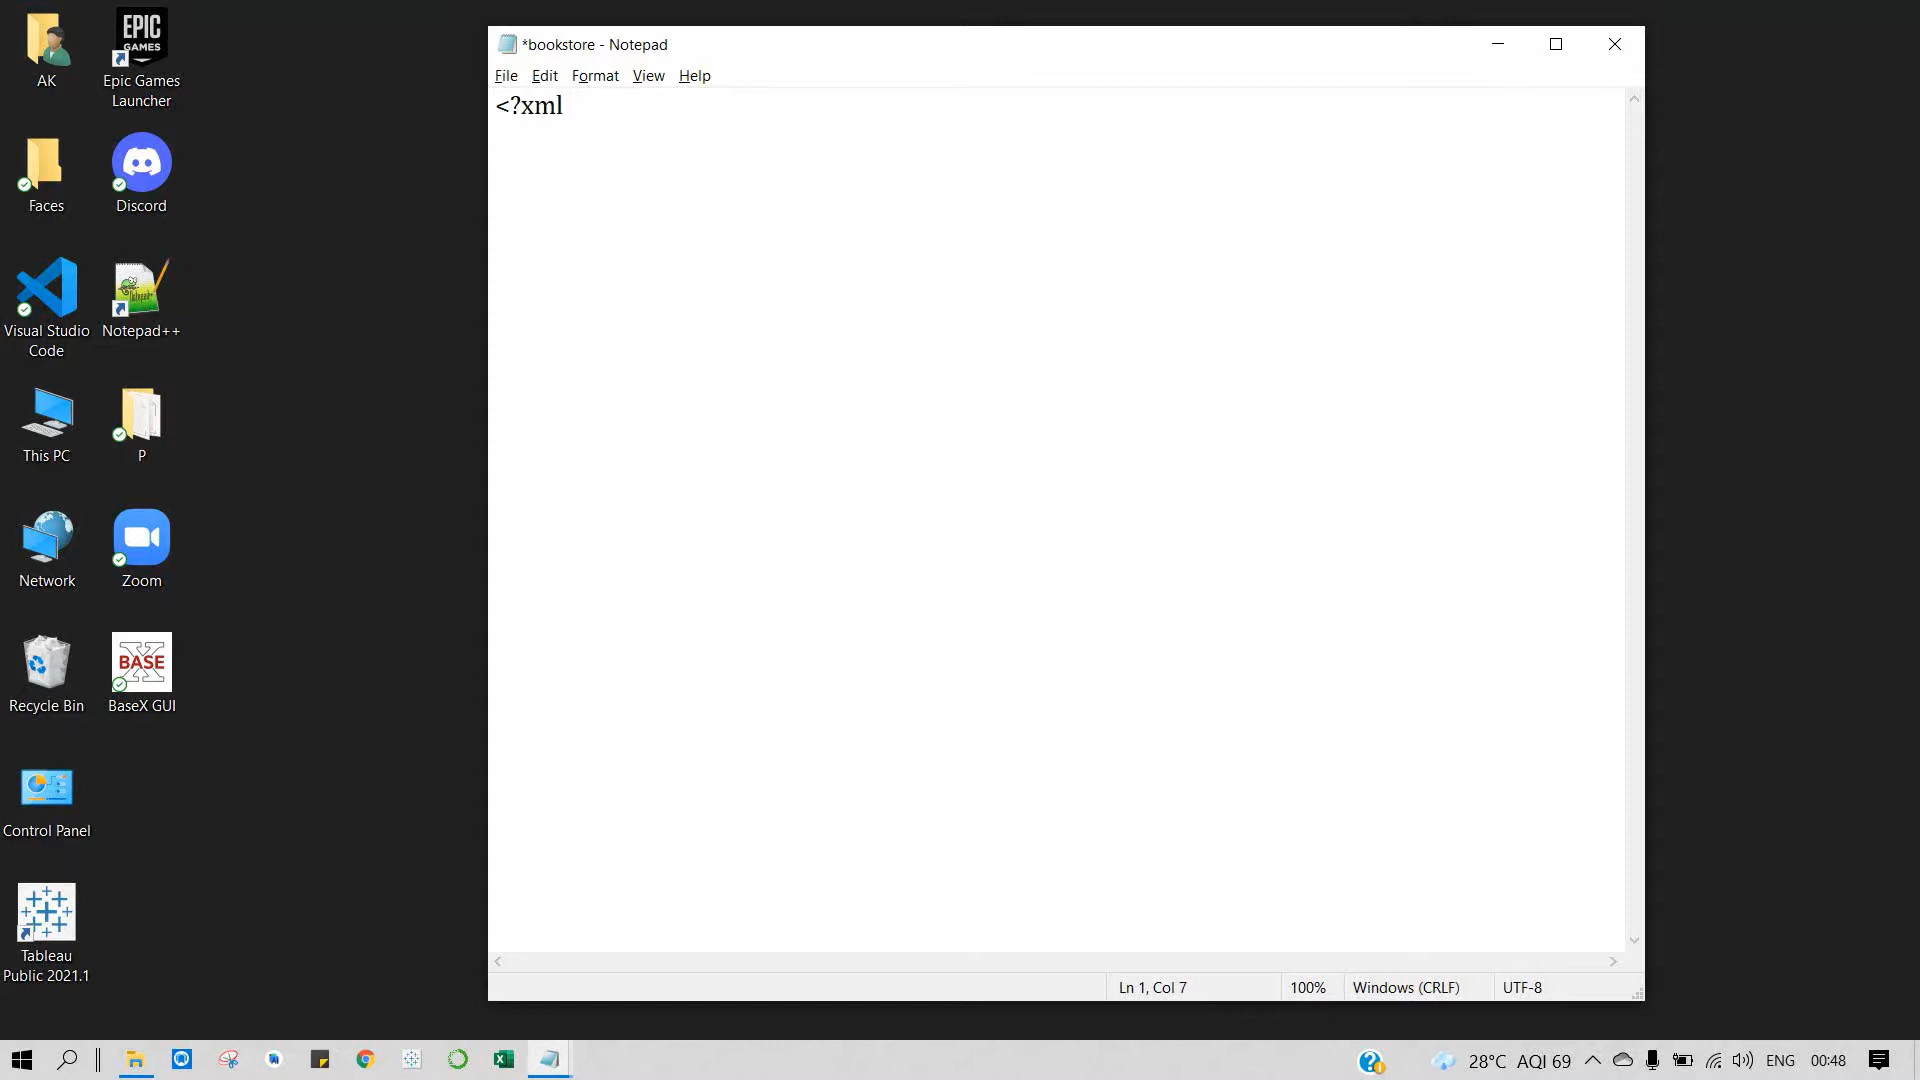 AK
EPIC
GAMES
Epic Games
Launcher
Faces
Discord
Visual Studio
Code
Notepad++
This PC
P
Network
Zoom
Recycle Bin
BASE
X
BaseX GUI
Control Panel
Tableau
Public 2021.1
*bookstore - Notepad
File Edit Format View Help
<?xml
Ln 1, Col 7 100% Windows (CRLF) UTF-8
28°C AQI 69 ENG 00:48